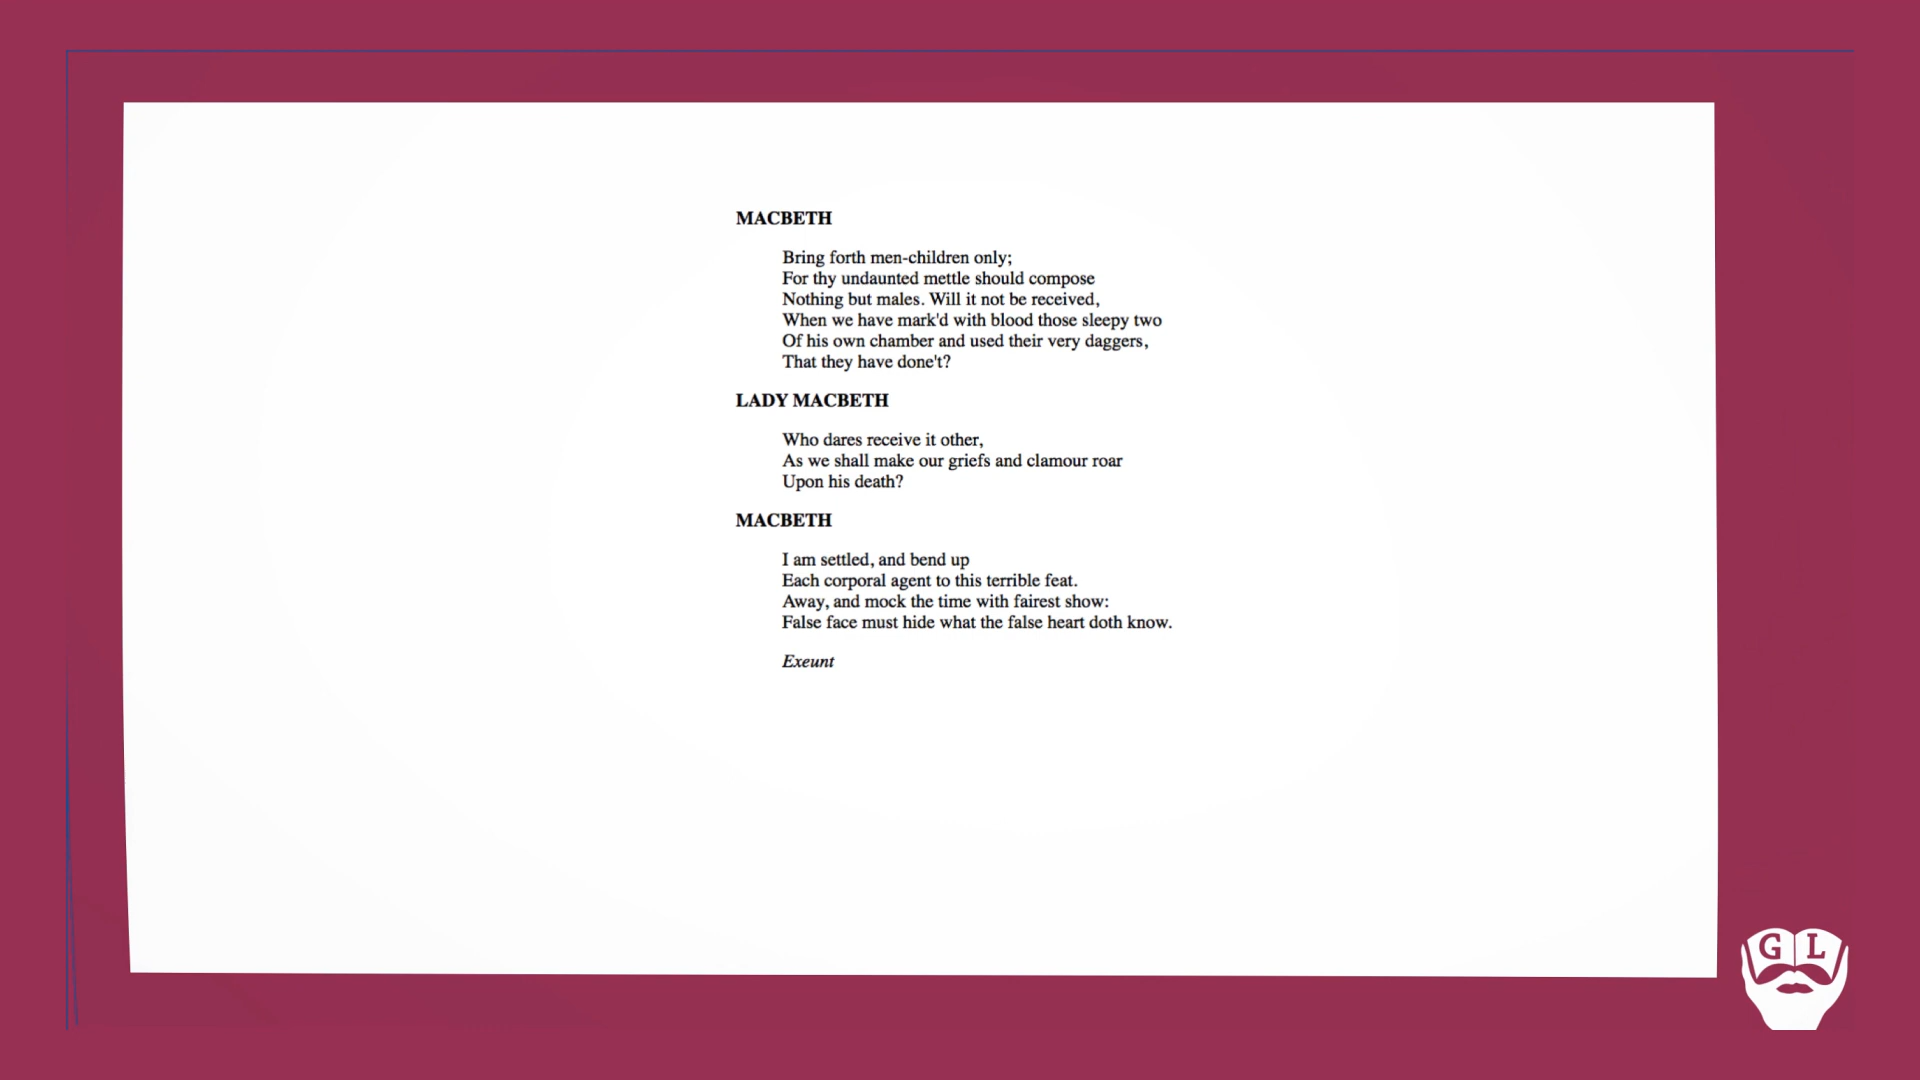 MACBETH
Bring forth men-children only;
For thy undaunted mettle should compose
Nothing but males. Will it not be received,
When we have mark'd with blood those sleepy two
Of his own chamber and used their very daggers,
That they have done't?
LADY MACBETH
Who dares receive it other,
As we shall make our griefs and clamour roar
Upon his death?
MACBETH
I am settled, and bend up
Each corporal agent to this terrible feat.
Away, and mock the time with fairest show:
False face must hide what the false heart doth know.
Exeunt
G L